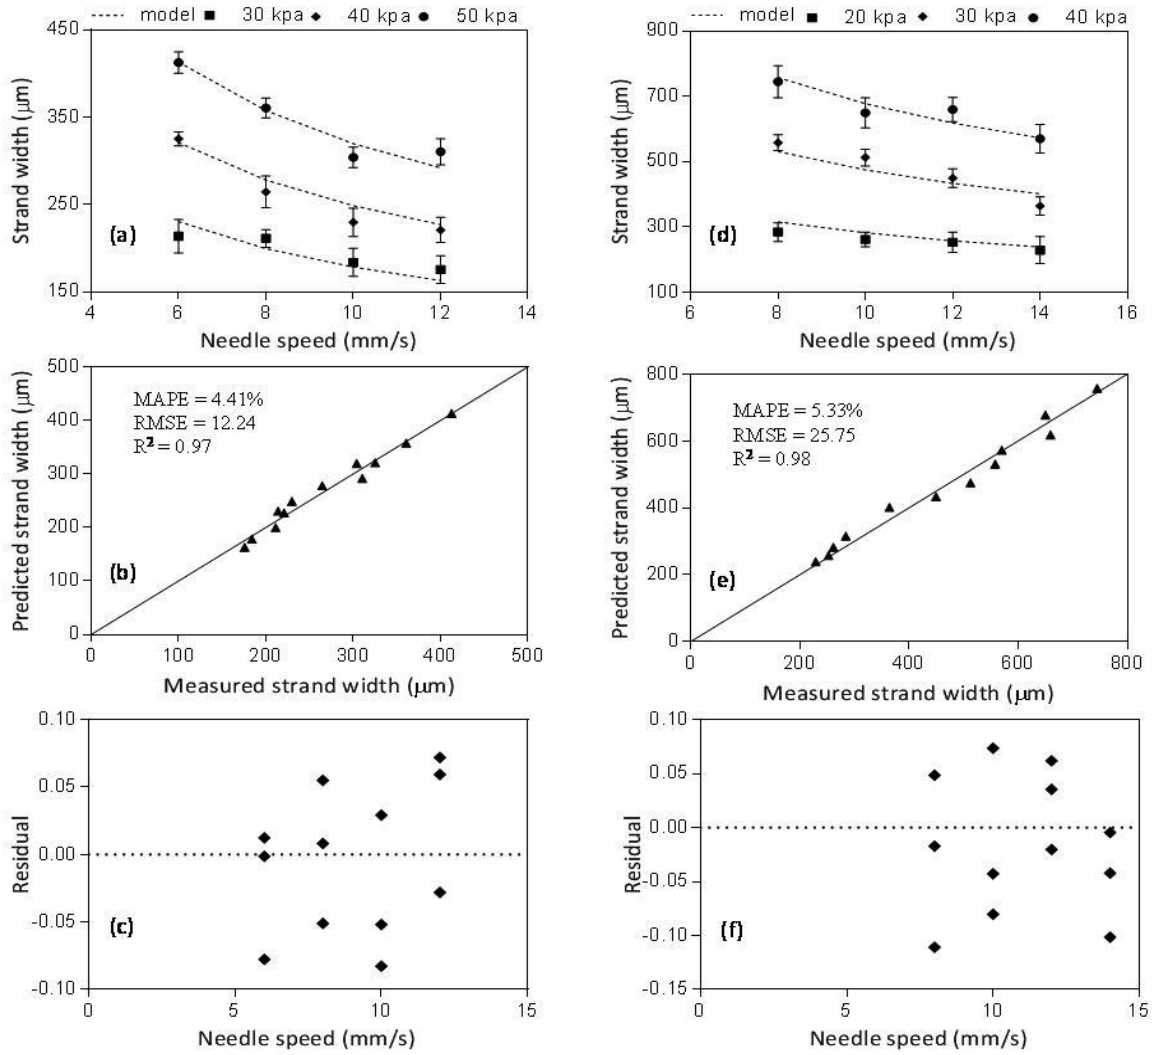 model 30 kpa 40 kpa 50 kpa
450
350
250
150
Strand width (μm)
(a)
4 6 8 10 12 14
Needle speed (mm/s)
model 20 kpa 30 kpa 40 kpa
900
700
500
300
100
Strand width (μm)
(d)
6 8 10 12 14 16
Needle speed (mm/s)
500
400
300
200
100
0
Predicted strand width (μm)
MAPE = 4.41%
RMSE = 12.24
R² = 0.97
(b)
0 100 200 300 400 500
Measured strand width (μm)
800
600
400
200
0
Predicted strand width (μm)
MAPE = 5.33%
RMSE = 25.75
R² = 0.98
(e)
0 200 400 600 800
Measured strand width (μm)
0.10
0.05
0.00
-0.05
-0.10
Residual
(c)
0 5 10 15
Needle speed (mm/s)
0.10
0.05
0.00
-0.05
-0.10
-0.15
Residual
(f)
0 5 10 15
Needle speed (mm/s)